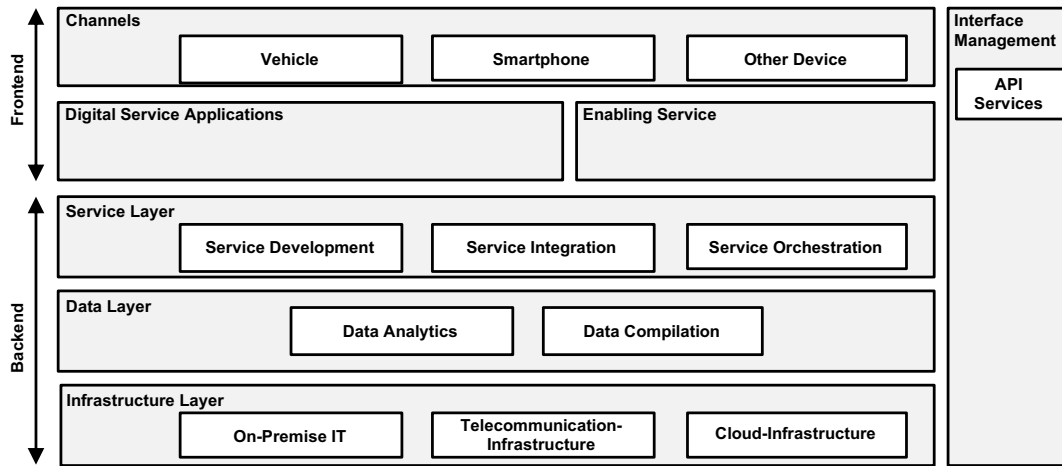 Frontend
Channels
Vehicle
Smartphone
Other Device
Digital Service Applications
Enabling Service
Backend
Service Layer
Service Development
Service Integration
Service Orchestration
Data Layer
Data Analytics
Data Compilation
Infrastructure Layer
On-Premise IT
Telecommunication-
Infrastructure
Cloud-Infrastructure
Interface
Management
API
Services